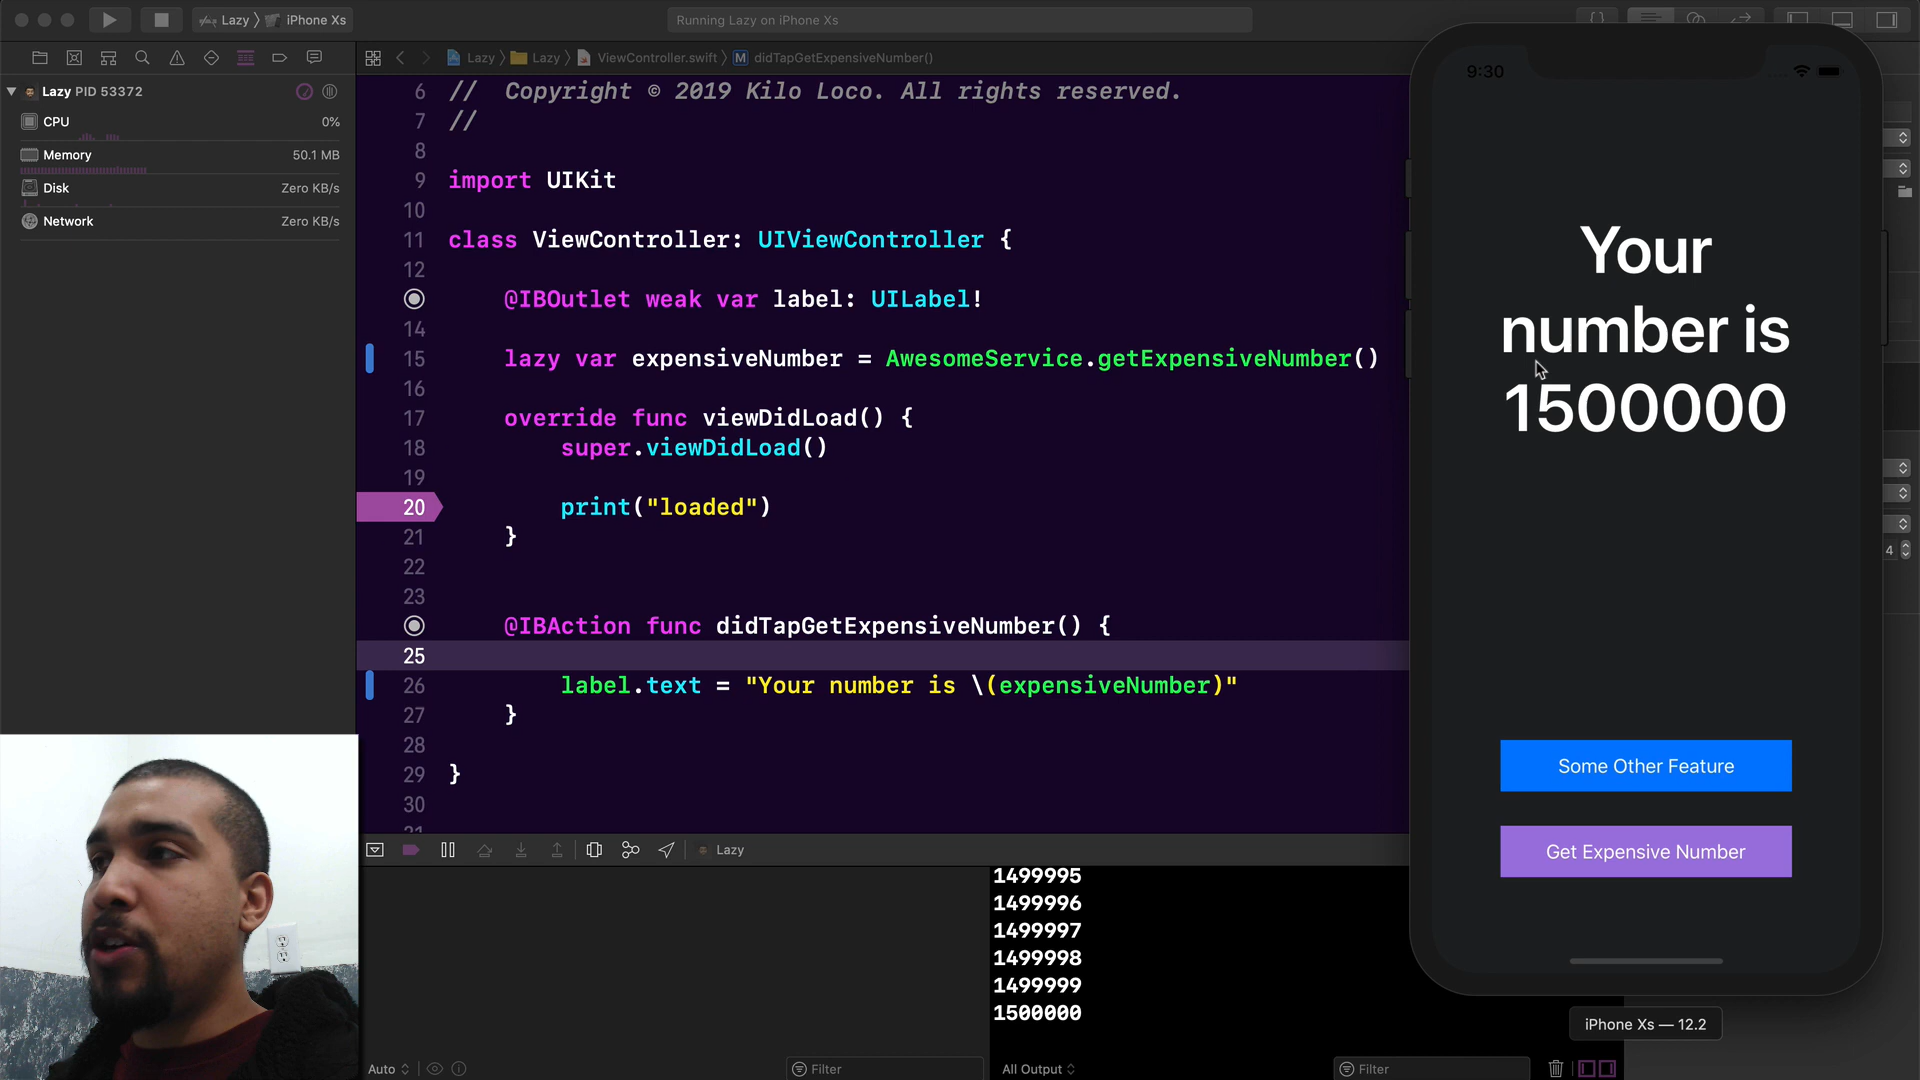 Lazy
iPhone Xs
Running Lazy on iPhone Xs
Lazy
Lazy
ViewController.swift
M
didTapGetExpensiveNumber()
Lazy PID 53372
CPU
0%
Memory
50.1 MB
Disk
Zero KB/s
Network
Zero KB/s
6 //  Copyright © 2019 Kilo Loco. All rights reserved.
7 //
8
9 import UIKit
10
11 class ViewController: UIViewController {
12
@IBOutlet weak var label: UILabel!
14
15 lazy var expensiveNumber = AwesomeService.getExpensiveNumber()
16
17 override func viewDidLoad() {
18 super.viewDidLoad()
19
20 print("loaded")
21 }
22
23
@IBAction func didTapGetExpensiveNumber() {
25
26 label.text = "Your number is \(expensiveNumber)"
27 }
28
29 }
30
31
Lazy
1499995
1499996
1499997
1499998
1499999
1500000
Auto
Filter
All Output
Filter
9:30
Your
number is
1500000
Some Other Feature
Get Expensive Number
iPhone Xs — 12.2
4